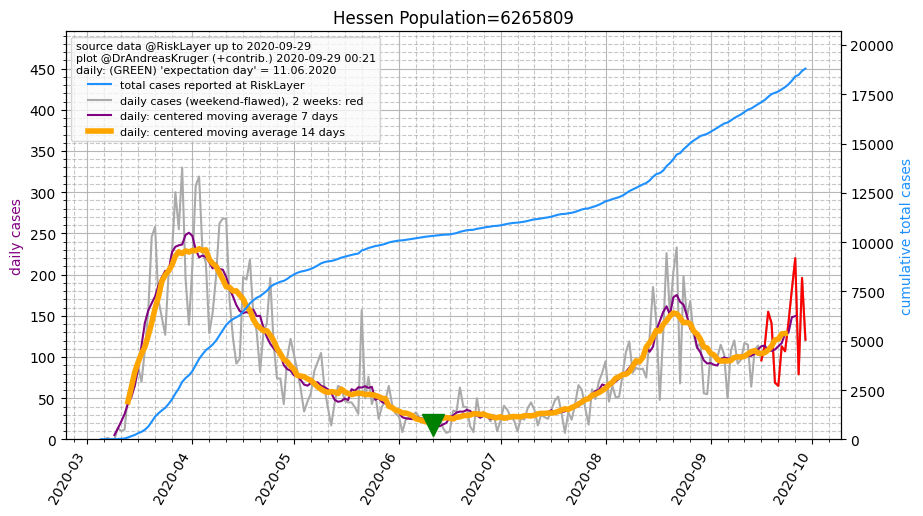 Hessen Population=6265809
source data @RiskLayer up to 2020-09-29
plot @DrAndreasKruger (+contrib.) 2020-09-29 00:21
daily: (GREEN) 'expectation day' = 11.06.2020
total cases reported at RiskLayer
daily cases (weekend-flawed), 2 weeks: red
daily: centered moving average 7 days
daily: centered moving average 14 days
daily cases
450
400
350
300
250
200
150
100
50
0
cumulative total cases
20000
17500
15000
12500
10000
7500
5000
2500
0
2020-03
2020-04
2020-05
2020-06
2020-07
2020-08
2020-09
2020-10